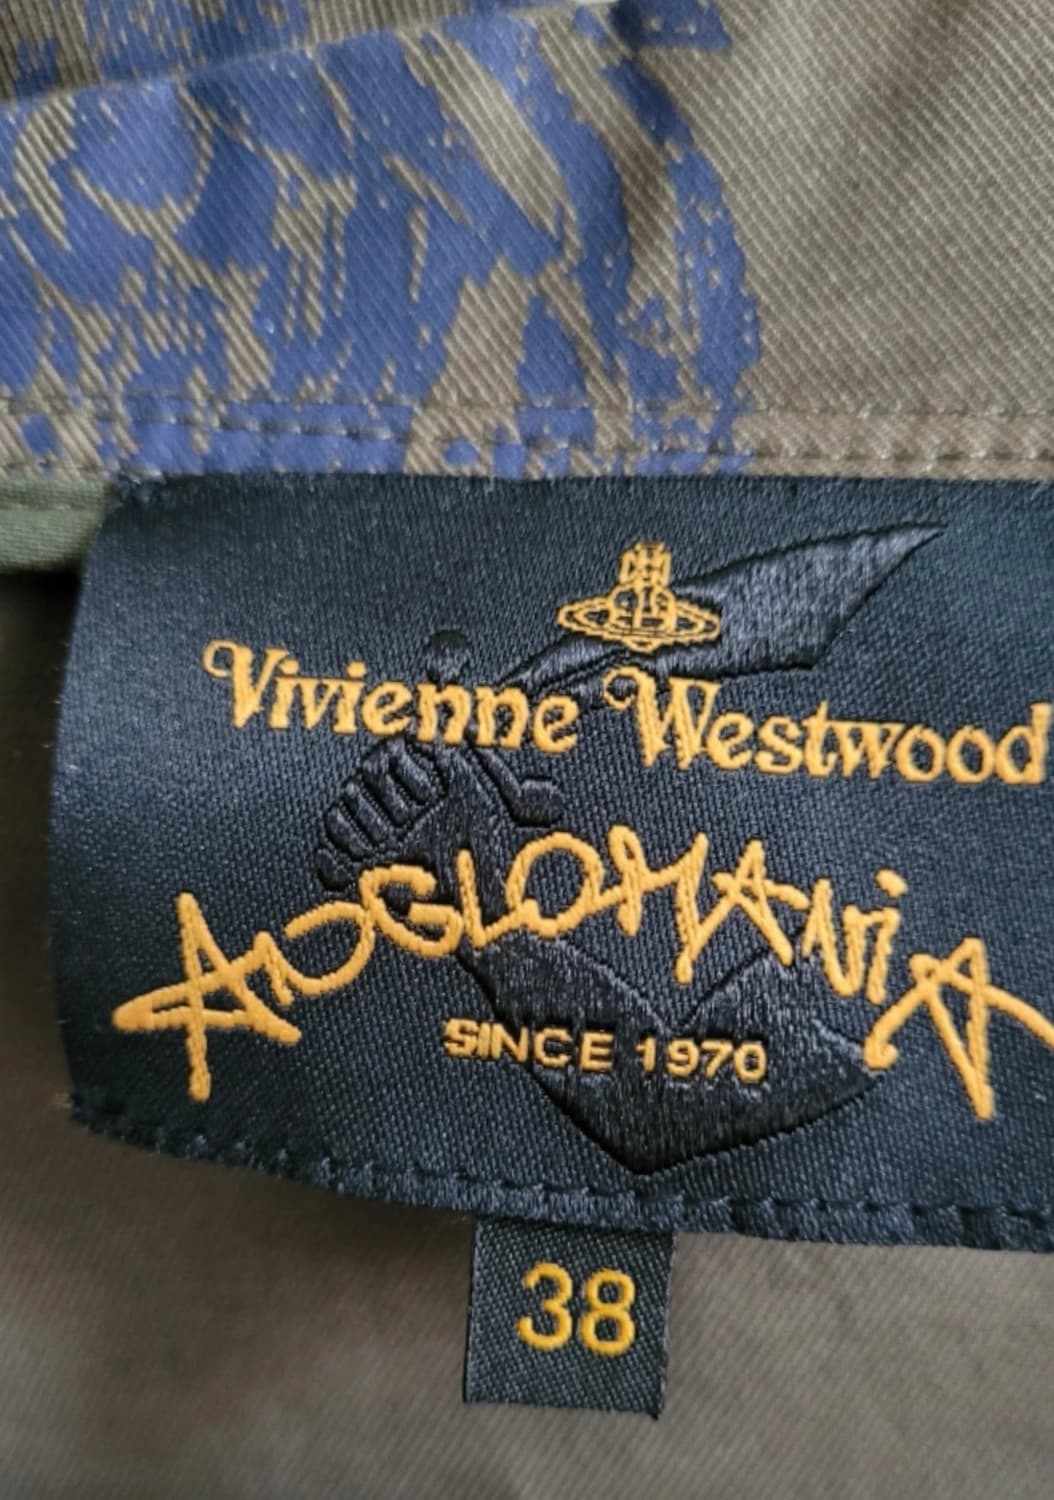 Vivienne Westwood
AnGLOMANiA
SINCE 1970
38